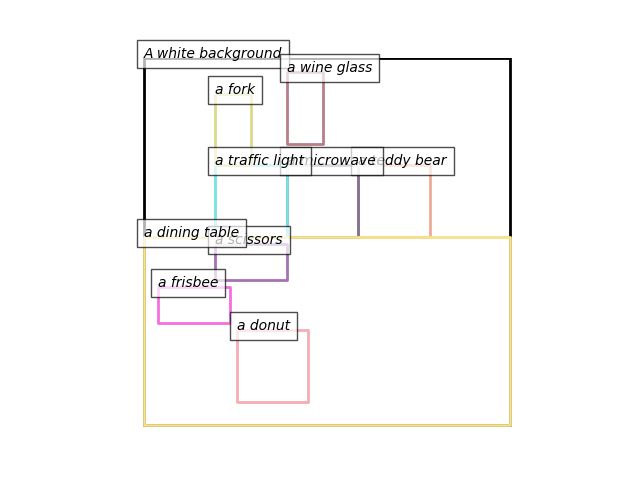 A white background
a wine glass
a fork
a traffic light
microwave
teddy bear
a dining table
a scissors
a frisbee
a donut